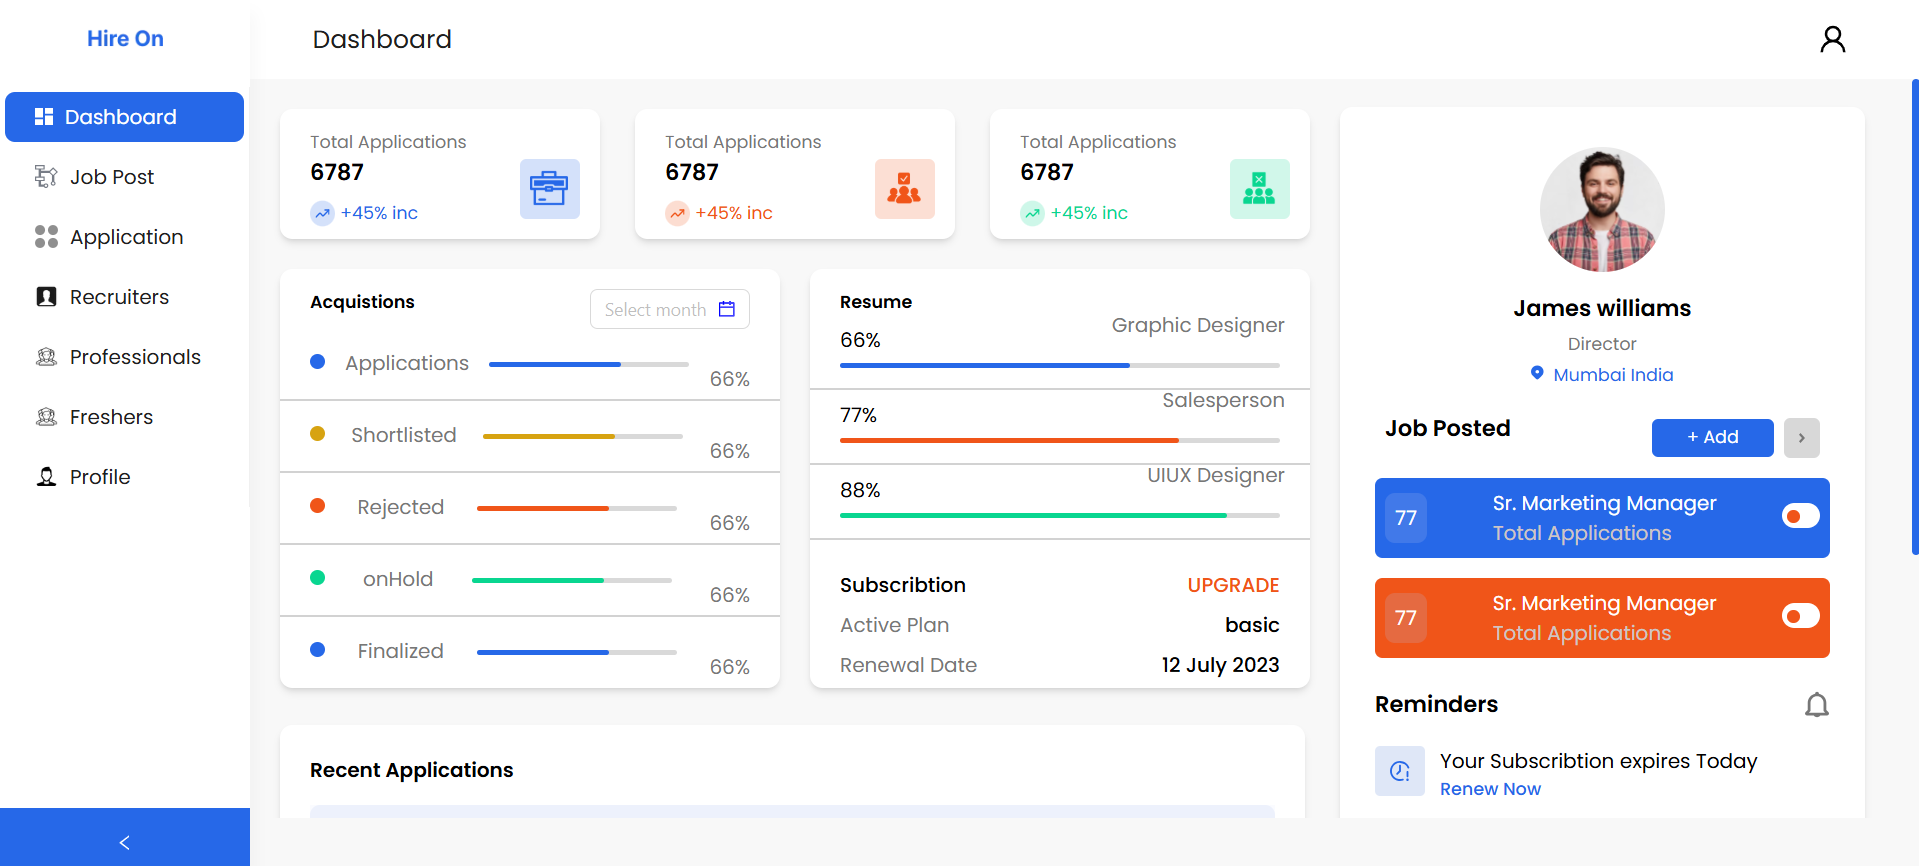 Hire On
Dashboard
Dashboard
Job Post
Application
Recruiters
Professionals
Freshers
Profile
Total Applications
6787
+45% inc
Total Applications
6787
+45% inc
Total Applications
6787
+45% inc
Acquistions
Select month
Applications
66%
Shortlisted
66%
Rejected
66%
onHold
66%
Finalized
66%
Resume
Graphic Designer
66%
Salesperson
77%
UIUX Designer
88%
Subscribtion UPGRADE
Active Plan basic
Renewal Date 12 July 2023
Recent Applications
James williams
Director
Mumbai India
Job Posted
+ Add
77
Sr. Marketing Manager
Total Applications
77
Sr. Marketing Manager
Total Applications
Reminders
Your Subscribtion expires Today
Renew Now